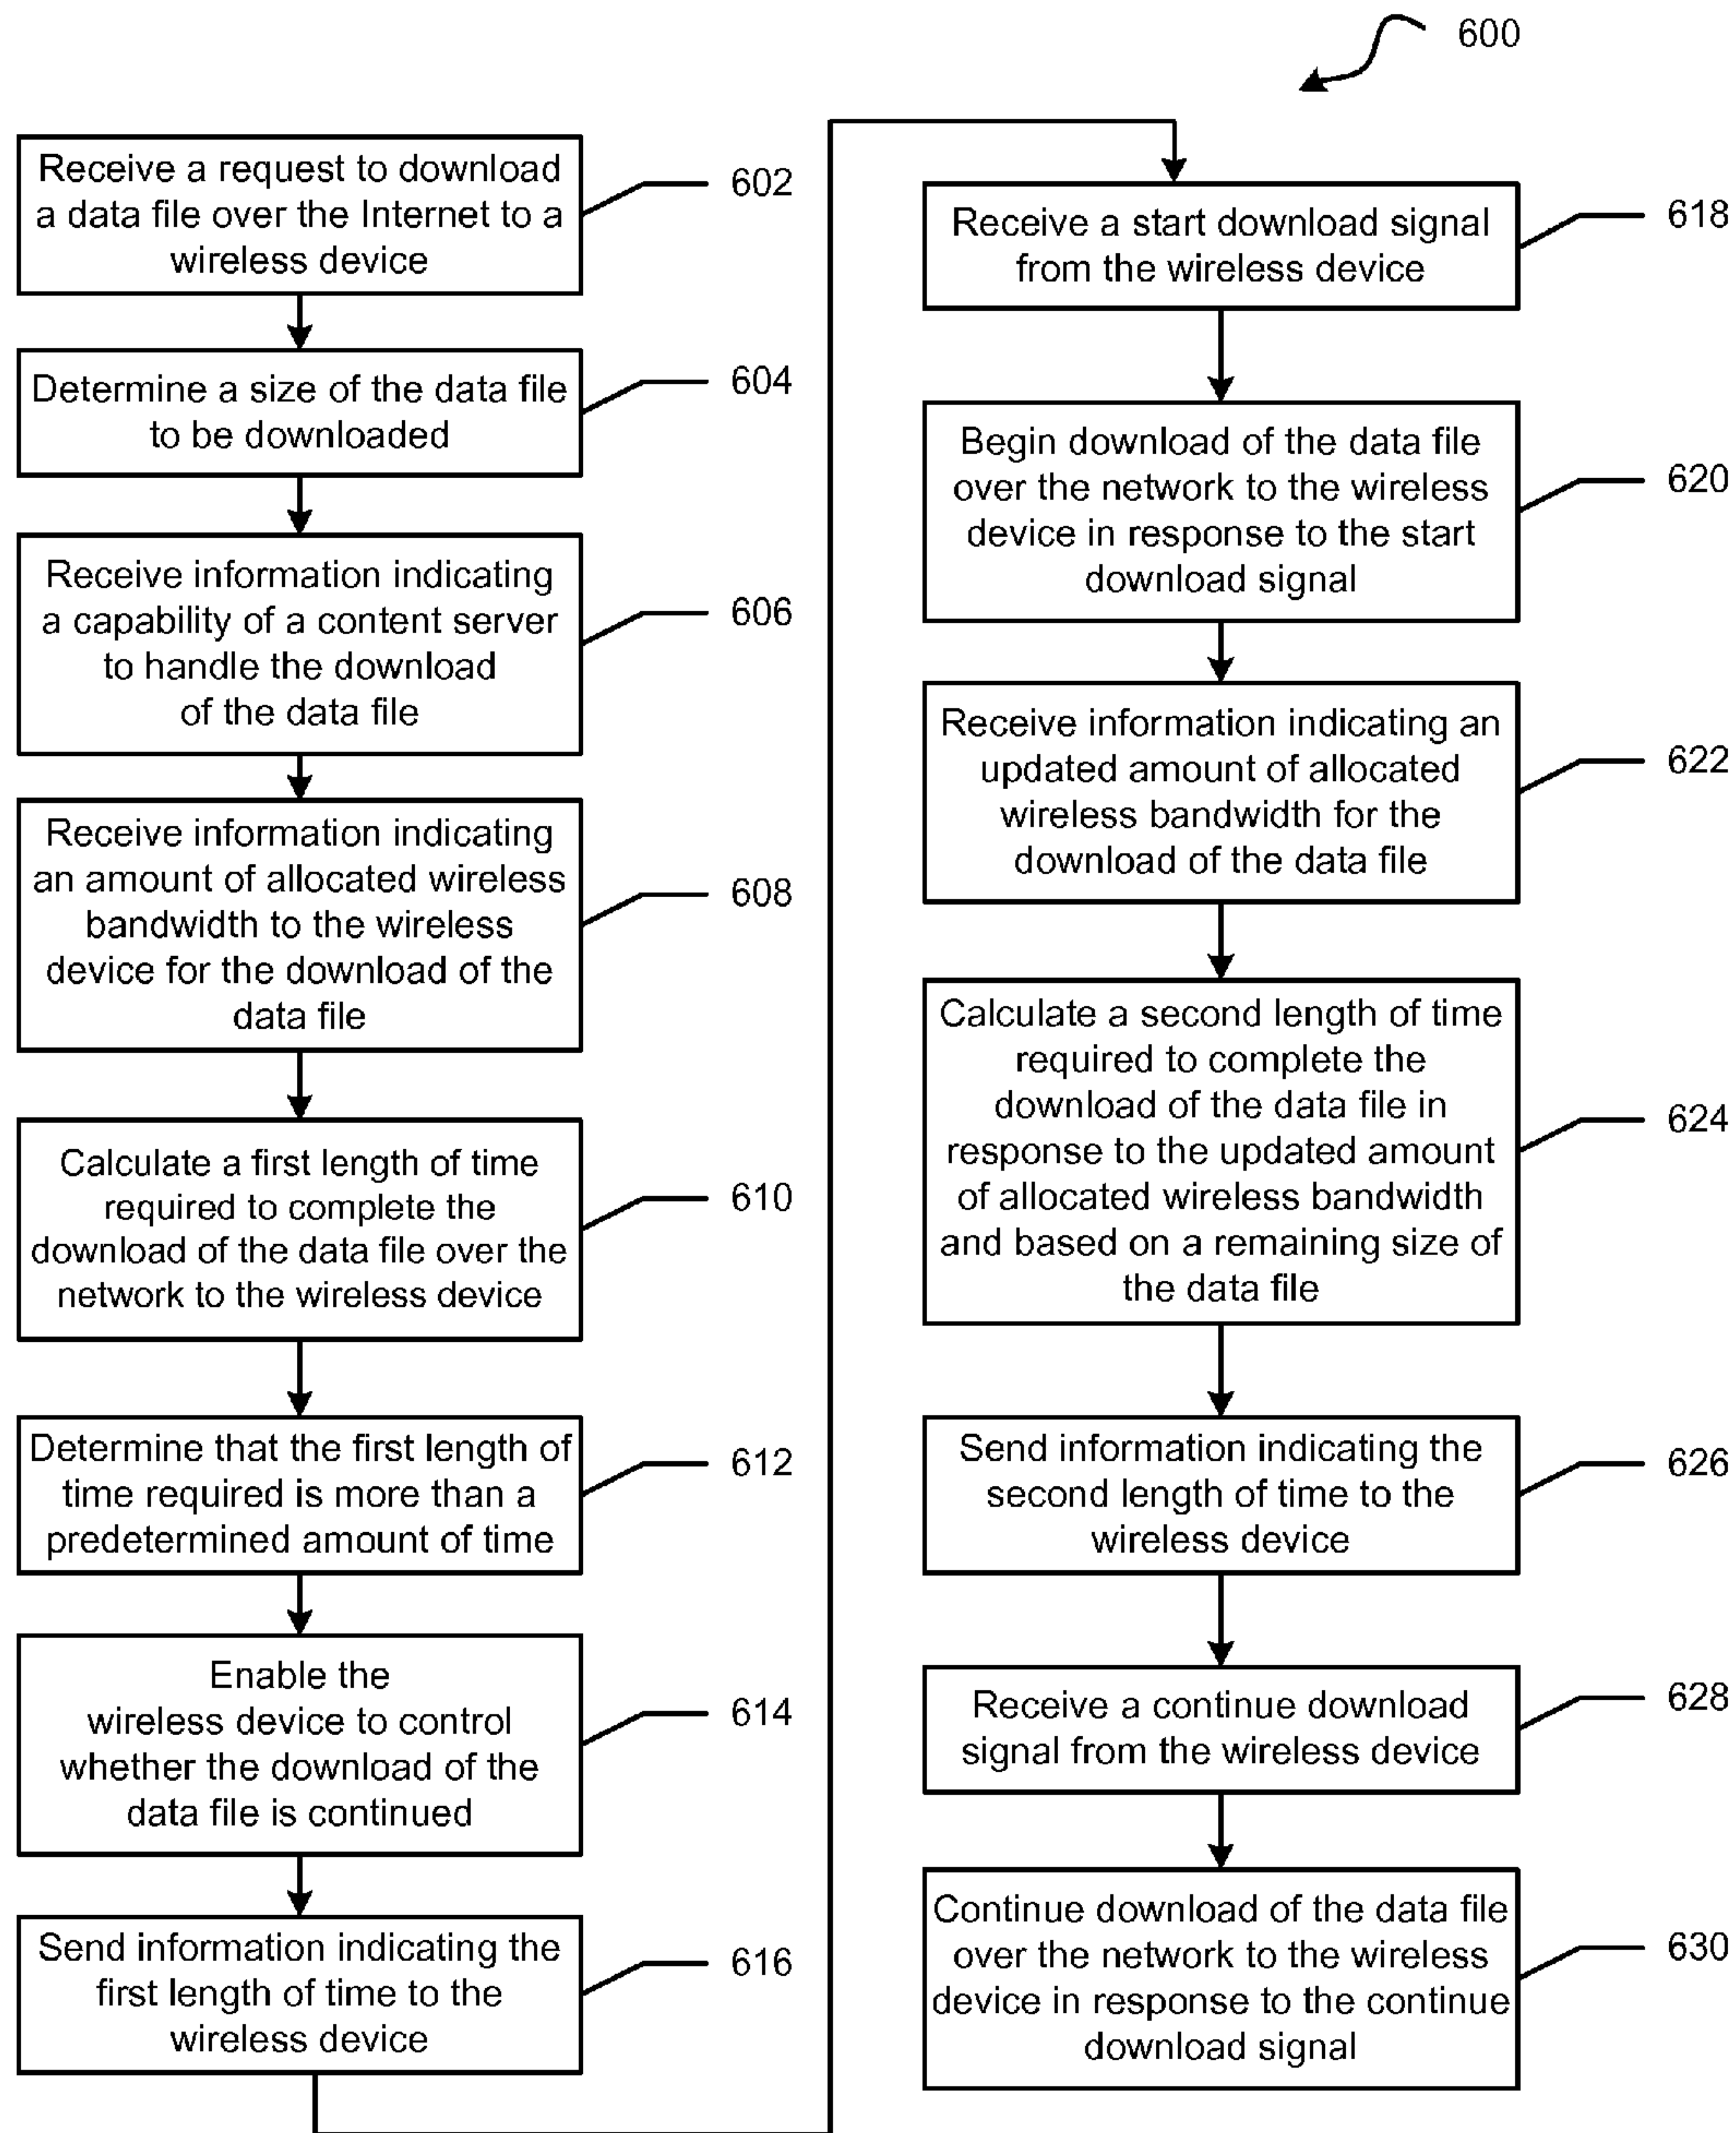 600
Receive a request to download
a data file over the Internet to a
wireless device
602
Determine a size of the data file
to be downloaded
604
Receive information indicating
a capability of a content server
to handle the download
of the data file
606
Receive information indicating
an amount of allocated wireless
bandwidth to the wireless
device for the download of the
data file
608
Calculate a first length of time
required to complete the
download of the data file over the
network to the wireless device
610
Determine that the first length of
time required is more than a
predetermined amount of time
612
Enable the
wireless device to control
whether the download of the
data file is continued
614
Send information indicating the
first length of time to the
wireless device
616
Receive a start download signal
from the wireless device
618
Begin download of the data file
over the network to the wireless
device in response to the start
download signal
620
Receive information indicating an
updated amount of allocated
wireless bandwidth for the
download of the data file
622
Calculate a second length of time
required to complete the
download of the data file in
response to the updated amount
of allocated wireless bandwidth
and based on a remaining size of
the data file
624
Send information indicating the
second length of time to the
wireless device
626
Receive a continue download
signal from the wireless device
628
Continue download of the data file
over the network to the wireless
device in response to the continue
download signal
630